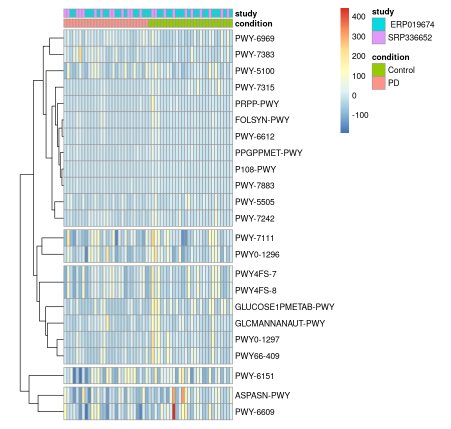 study
condition
PWY-6969
PWY-7383
PWY-5100
PWY-7315
PRPP-PWY
FOLSYN-PWY
PWY-6612
PPGPPMET-PWY
P108-PWY
PWY-7883
PWY-5505
PWY-7242
PWY-7111
PWY0-1296
PWY4FS-7
PWY4FS-8
GLUCOSE1PMETAB-PWY
GLCMANNANAUT-PWY
PWY0-1297
PWY66-409
PWY-6151
ASPASN-PWY
PWY-6609
400
300
200
100
0
-100
study
ERP019674
SRP336652
condition
Control
PD